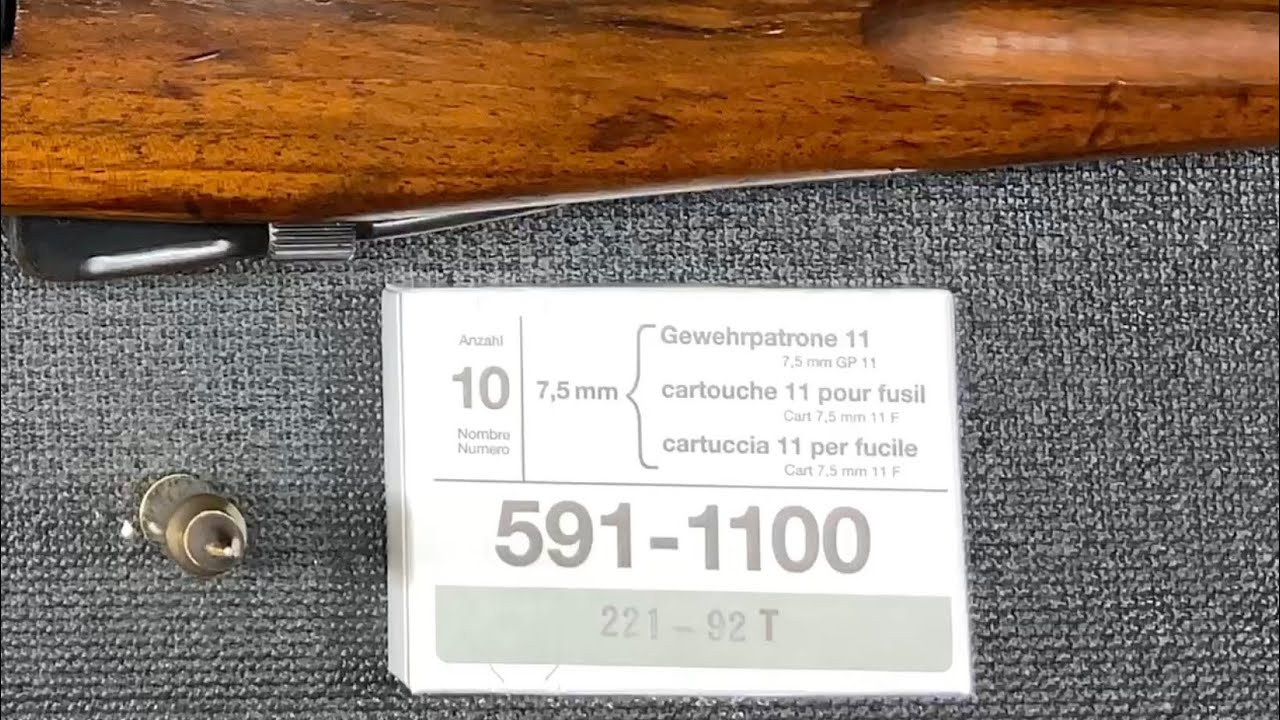 Anzahl
10
Nombre
Numero
7,5 mm
Gewehrpatrone 11
7,5 mm GP 11
cartouche 11 pour fusil
Cart 7,5 mm 11 F
cartuccia 11 per fucile
Cart 7,5 mm 11 F
591-1100
221 - 92 T